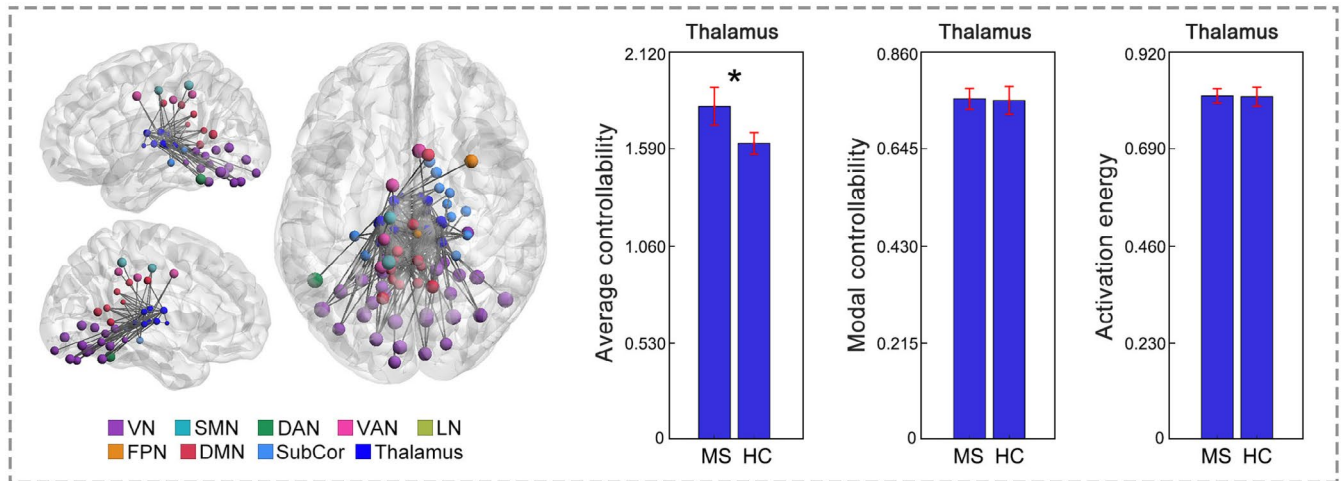 VN SMN DAN VAN LN
FPN DMN SubCor Thalamus
Thalamus
2.120
1.590
1.060
0.530
0
Average controllability
*
MS HC
Thalamus
0.860
0.645
0.430
0.215
0
Modal controllability
MS HC
Thalamus
0.920
0.690
0.460
0.230
0
Activation energy
MS HC